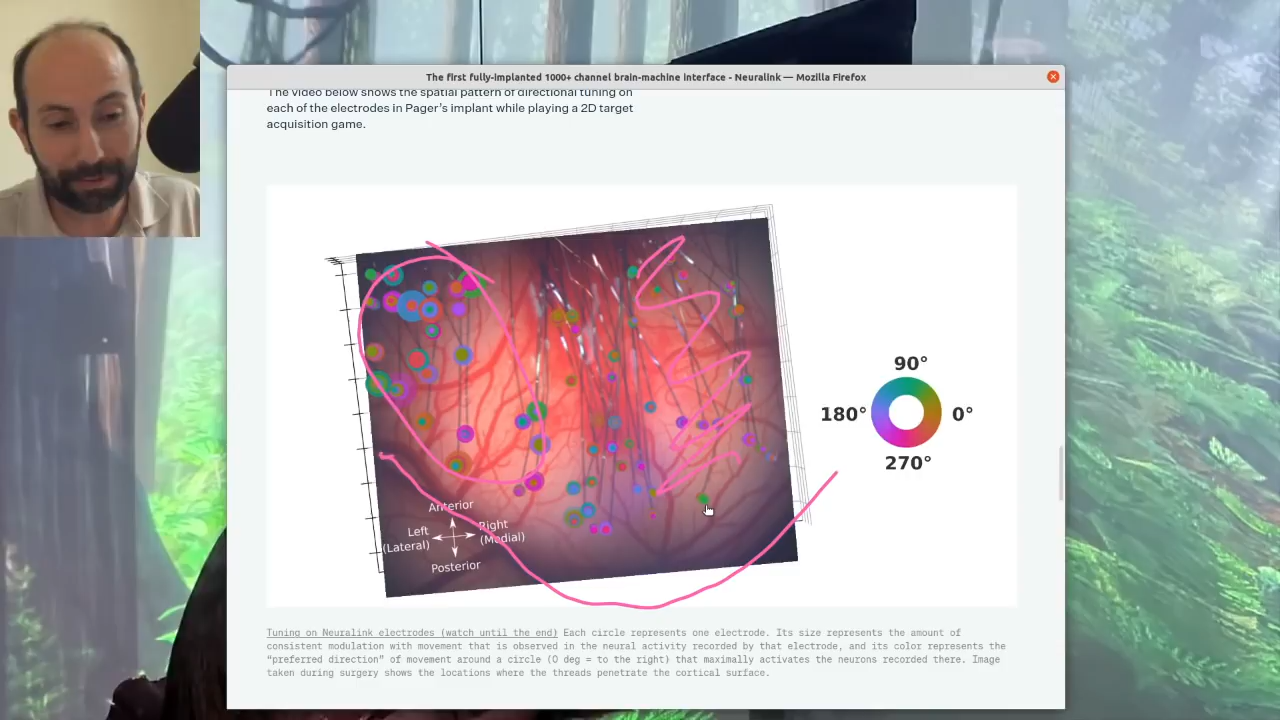 The first fully-implanted 1000+ channel brain-machine interface - Neuralink — Mozilla Firefox
The video below shows the spatial pattern of directional tuning on
each of the electrodes in Pager's implant while playing a 2D target
acquisition game.
90°
180°
0°
270°
Anterior
Left
(Lateral)
Right
(Medial)
Posterior
Tuning on Neuralink electrodes (watch until the end) Each circle represents one electrode. Its size represents the amount of
consistent modulation with movement that is observed in the neural activity recorded by that electrode, and its color represents the
“preferred direction” of movement around a circle (0 deg = to the right) that maximally activates the neurons recorded there. Image
taken during surgery shows the locations where the threads penetrate the cortical surface.